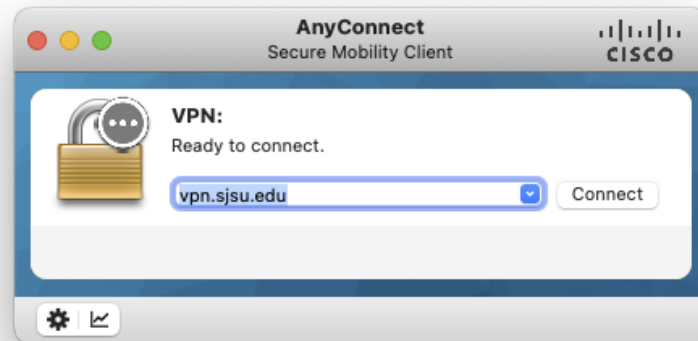 AnyConnect
Secure Mobility Client
CISCO
VPN:
Ready to connect.
vpn.sjsu.edu
Connect